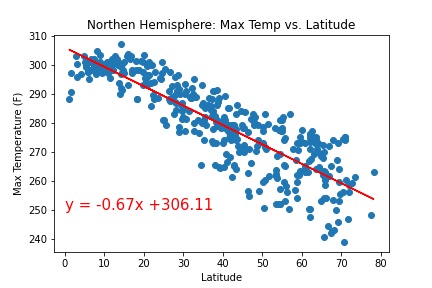 Northen Hemisphere: Max Temp vs. Latitude
310
300
290
280
270
260
250
240
Max Temperature (F)
y = -0.67x +306.11
0 10 20 30 40 50 60 70 80
Latitude